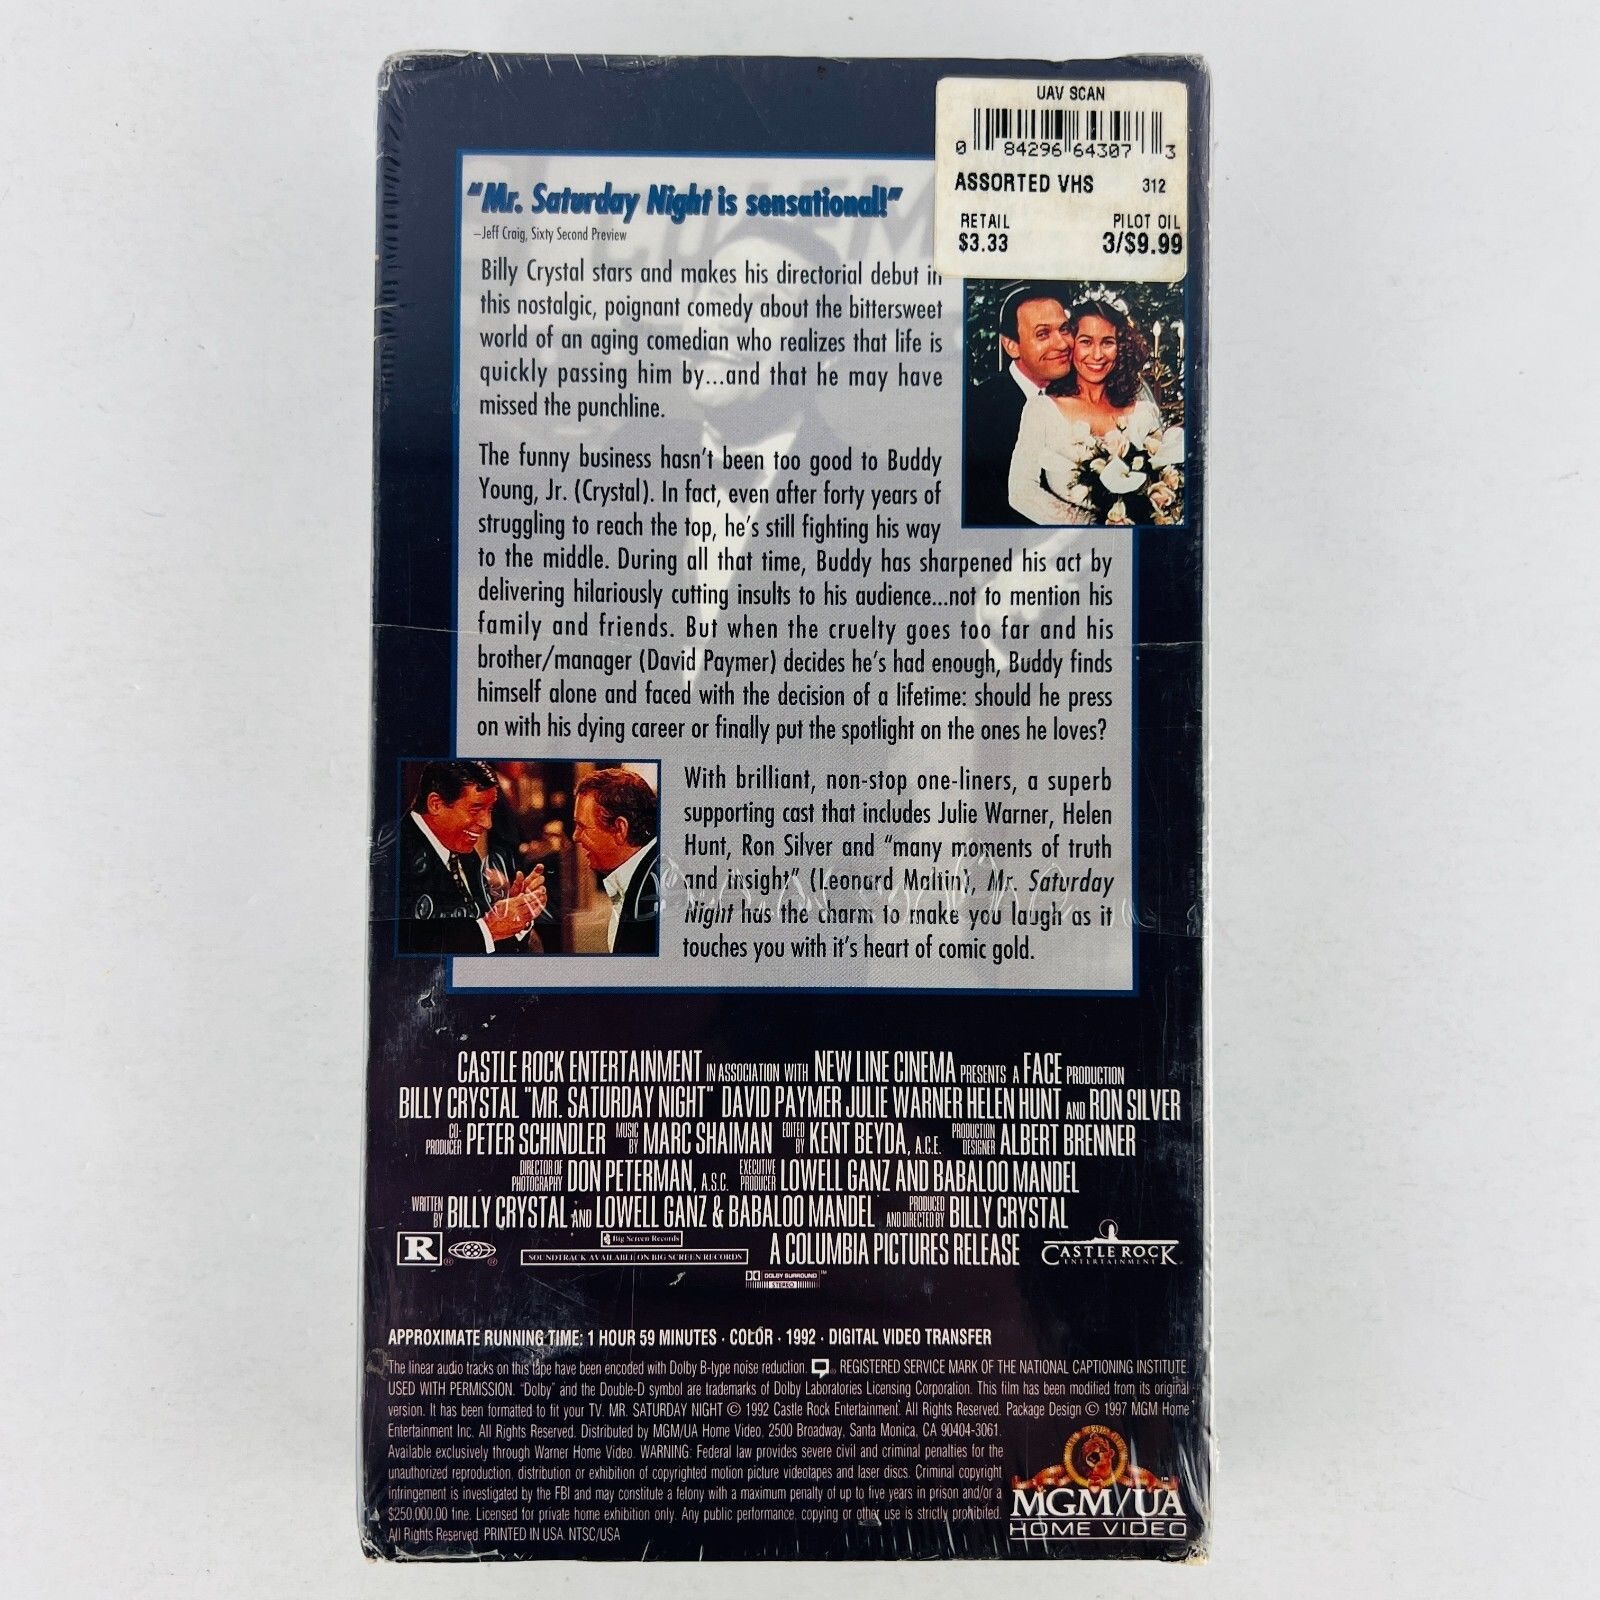 UAV SCAN
0 84296 64307 3
ASSORTED VHS 312
RETAIL PILOT OIL
$3.33 3/$9.99
"Mr. Saturday Night is sensational!"
–Jeff Craig, Sixty Second Preview
Billy Crystal stars and makes his directorial debut in
this nostalgic, poignant comedy about the bittersweet
world of an aging comedian who realizes that life is
quickly passing him by...and that he may have
missed the punchline.
The funny business hasn't been too good to Buddy
Young, Jr. (Crystal). In fact, even after forty years of
struggling to reach the top, he's still fighting his way
to the middle. During all that time, Buddy has sharpened his act by
delivering hilariously cutting insults to his audience...not to mention his
family and friends. But when the cruelty goes too far and his
brother/manager (David Paymer) decides he's had enough, Buddy finds
himself alone and faced with the decision of a lifetime: should he press
on with his dying career or finally put the spotlight on the ones he loves?
With brilliant, non-stop one-liners, a superb
supporting cast that includes Julie Warner, Helen
Hunt, Ron Silver and "many moments of truth
and insight" (Leonard Maltin), Mr. Saturday
Night has the charm to make you laugh as it
touches you with it's heart of comic gold.
CASTLE ROCK ENTERTAINMENT IN ASSOCIATION WITH NEW LINE CINEMA PRESENTS A FACE PRODUCTION
BILLY CRYSTAL "MR. SATURDAY NIGHT" DAVID PAYMER JULIE WARNER HELEN HUNT AND RON SILVER
CO-PRODUCER PETER SCHINDLER MUSIC BY MARC SHAIMAN EDITED BY KENT BEYDA, A.C.E. PRODUCTION DESIGNER ALBERT BRENNER
DIRECTOR OF PHOTOGRAPHY DON PETERMAN, A.S.C. EXECUTIVE PRODUCER LOWELL GANZ AND BABALOO MANDEL
WRITTEN BY BILLY CRYSTAL AND LOWELL GANZ & BABALOO MANDEL PRODUCED AND DIRECTED BY BILLY CRYSTAL
R ® ® Big Screen Records
SOUNDTRACK AVAILABLE ON BIG SCREEN RECORDS
A COLUMBIA PICTURES RELEASE
CASTLE ROCK
ENTERTAINMENT
DOLBY SURROUND ™
STEREO
APPROXIMATE RUNNING TIME: 1 HOUR 59 MINUTES · COLOR · 1992 · DIGITAL VIDEO TRANSFER
The linear audio tracks on this tape have been encoded with Dolby B-type noise reduction. REGISTERED SERVICE MARK OF THE NATIONAL CAPTIONING INSTITUTE.
USED WITH PERMISSION. "Dolby" and the Double-D symbol are trademarks of Dolby Laboratories Licensing Corporation. This film has been modified from its original
version. It has been formatted to fit your TV. MR. SATURDAY NIGHT © 1992 Castle Rock Entertainment. All Rights Reserved. Package Design © 1997 MGM Home
Entertainment Inc. All Rights Reserved. Distributed by MGM/UA Home Video, 2500 Broadway, Santa Monica, CA 90404-3061.
Available exclusively through Warner Home Video. WARNING: Federal law provides severe civil and criminal penalties for the
unauthorized reproduction, distribution or exhibition of copyrighted motion picture videotapes and laser discs. Criminal copyright
infringement is investigated by the FBI and may constitute a felony with a maximum penalty of up to five years in prison and/or a
$250,000.00 fine. Licensed for private home exhibition only. Any public performance, copying or other use is strictly prohibited.
All Rights Reserved. PRINTED IN USA. NTSC/USA
MGM/UA
HOME VIDEO